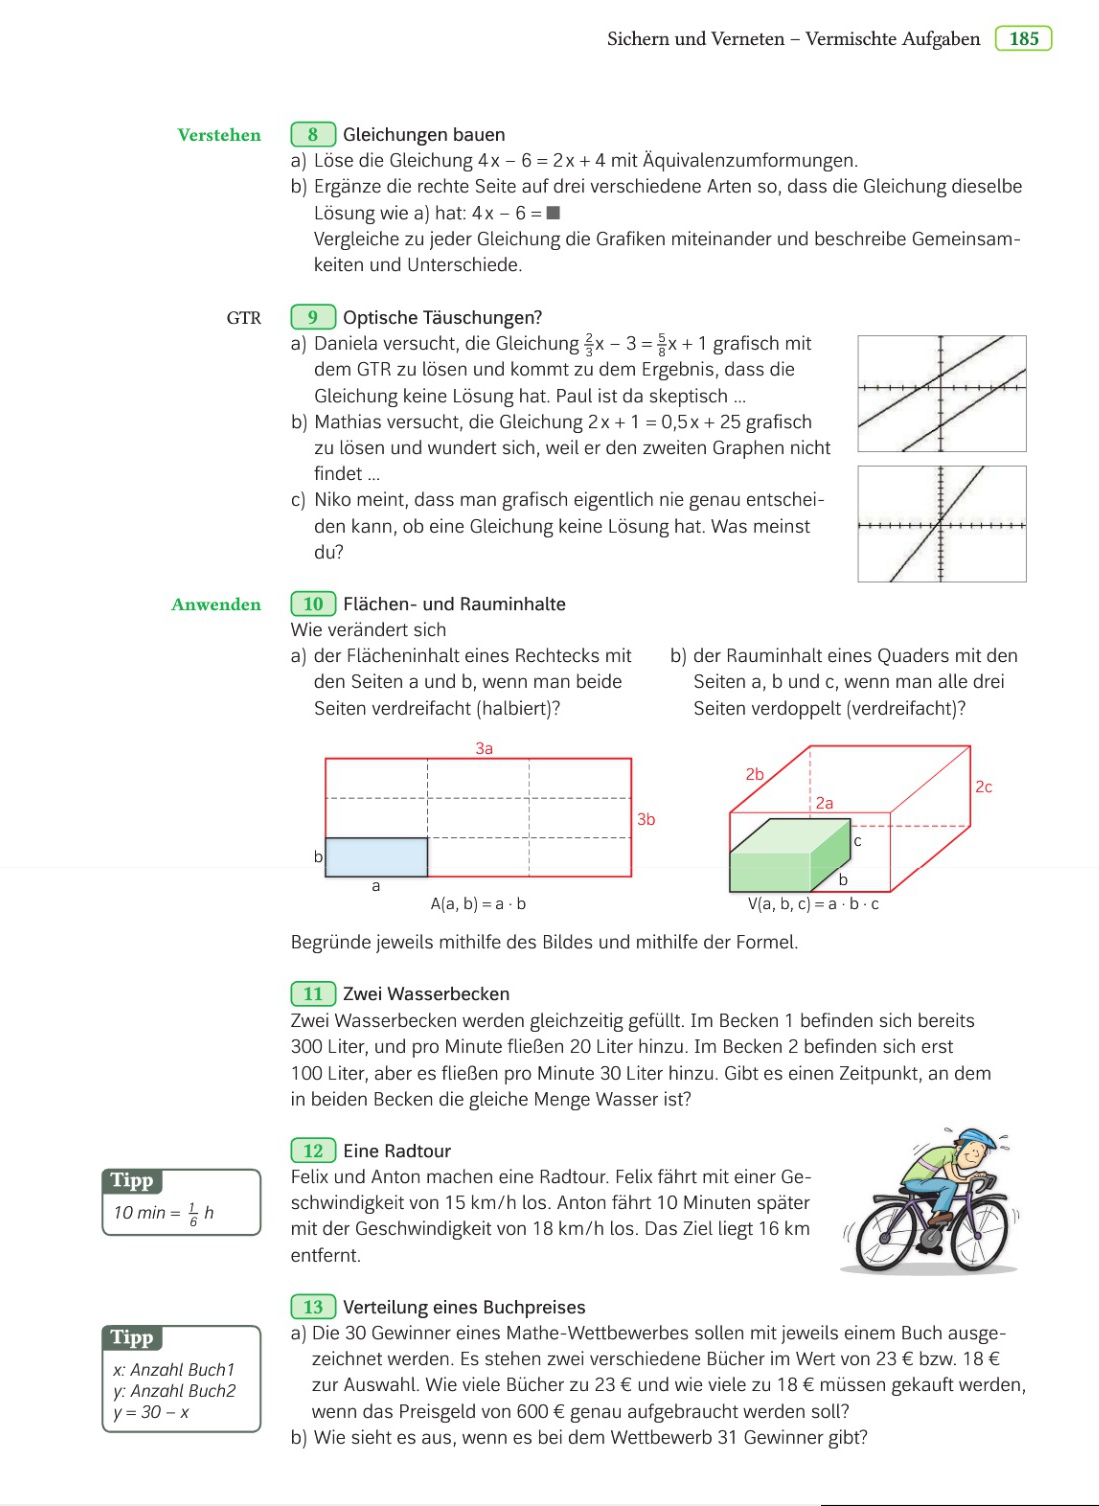 Sichern und Verneten – Vermischte Aufgaben 185
Verstehen 8 Gleichungen bauen
a) Löse die Gleichung 4x – 6 = 2x + 4 mit Äquivalenzumformungen.
b) Ergänze die rechte Seite auf drei verschiedene Arten so, dass die Gleichung dieselbe
Lösung wie a) hat: 4x – 6 = ■
Vergleiche zu jeder Gleichung die Grafiken miteinander und beschreibe Gemeinsam-
keiten und Unterschiede.
GTR 9 Optische Täuschungen?
a) Daniela versucht, die Gleichung 2/3x – 3 = 5/8x + 1 grafisch mit
dem GTR zu lösen und kommt zu dem Ergebnis, dass die
Gleichung keine Lösung hat. Paul ist da skeptisch ...
b) Mathias versucht, die Gleichung 2x + 1 = 0,5x + 25 grafisch
zu lösen und wundert sich, weil er den zweiten Graphen nicht
findet ...
c) Niko meint, dass man grafisch eigentlich nie genau entschei-
den kann, ob eine Gleichung keine Lösung hat. Was meinst
du?
Anwenden 10 Flächen- und Rauminhalte
Wie verändert sich
a) der Flächeninhalt eines Rechtecks mit
den Seiten a und b, wenn man beide
Seiten verdreifacht (halbiert)?
b) der Rauminhalt eines Quaders mit den
Seiten a, b und c, wenn man alle drei
Seiten verdoppelt (verdreifacht)?
3a
3b
b
a
A(a, b) = a · b
2b
2a
2c
c
b
V(a, b, c) = a · b · c
Begründe jeweils mithilfe des Bildes und mithilfe der Formel.
11 Zwei Wasserbecken
Zwei Wasserbecken werden gleichzeitig gefüllt. Im Becken 1 befinden sich bereits
300 Liter, und pro Minute fließen 20 Liter hinzu. Im Becken 2 befinden sich erst
100 Liter, aber es fließen pro Minute 30 Liter hinzu. Gibt es einen Zeitpunkt, an dem
in beiden Becken die gleiche Menge Wasser ist?
12 Eine Radtour
Felix und Anton machen eine Radtour. Felix fährt mit einer Ge-
schwindigkeit von 15 km/h los. Anton fährt 10 Minuten später
mit der Geschwindigkeit von 18 km/h los. Das Ziel liegt 16 km
entfernt.
Tipp
10 min = 1/6 h
13 Verteilung eines Buchpreises
a) Die 30 Gewinner eines Mathe-Wettbewerbes sollen mit jeweils einem Buch ausge-
zeichnet werden. Es stehen zwei verschiedene Bücher im Wert von 23 € bzw. 18 €
zur Auswahl. Wie viele Bücher zu 23 € und wie viele zu 18 € müssen gekauft werden,
wenn das Preisgeld von 600 € genau aufgebraucht werden soll?
b) Wie sieht es aus, wenn es bei dem Wettbewerb 31 Gewinner gibt?
Tipp
x: Anzahl Buch1
y: Anzahl Buch2
y = 30 – x